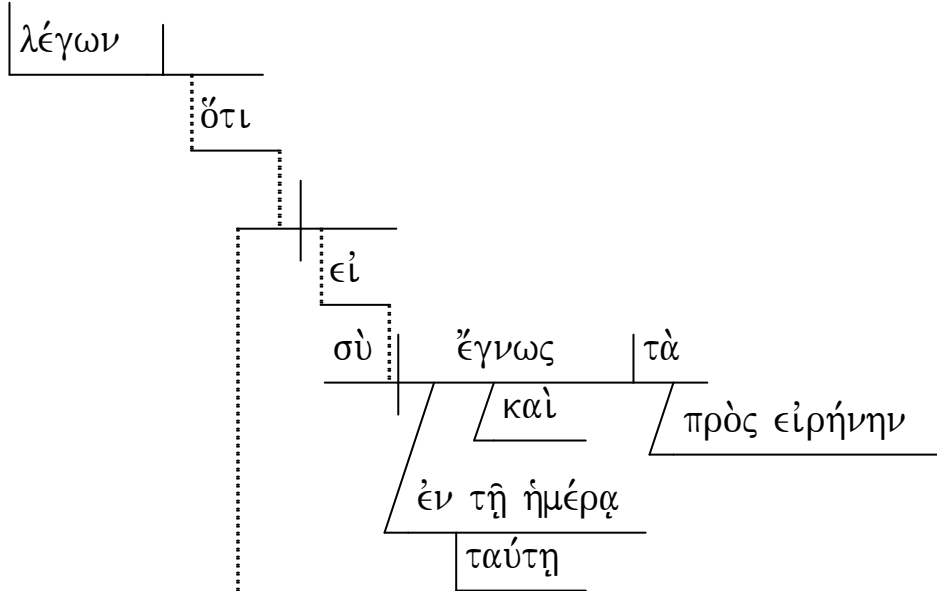 λέγων
ὅτι
εἰ
σὺ ἔγνως τὰ
καὶ πρὸς εἰρήνην
ἐν τῇ ἡμέρᾳ
ταύτῃ